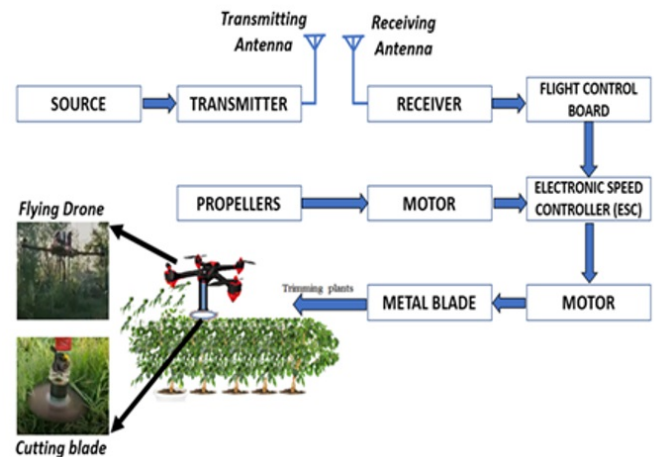 Transmitting
Antenna
Receiving
Antenna
SOURCE
TRANSMITTER
RECEIVER
FLIGHT CONTROL
BOARD
PROPELLERS
MOTOR
ELECTRONIC SPEED
CONTROLLER (ESC)
Flying Drone
Trimming plants
METAL BLADE
MOTOR
Cutting blade